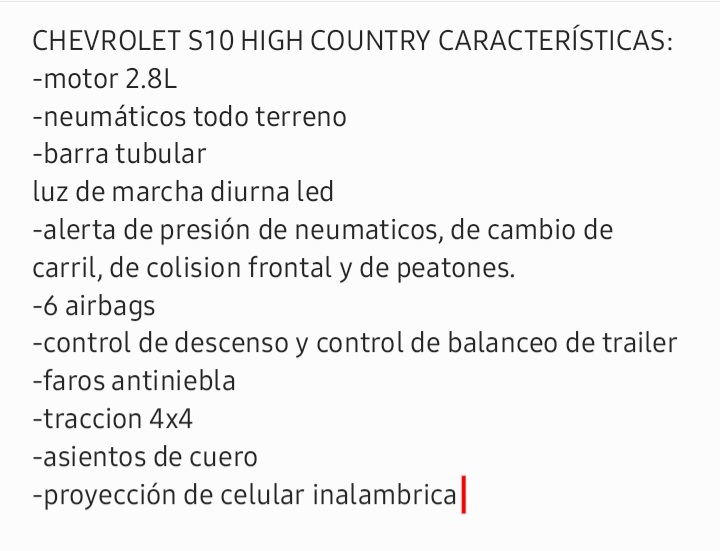 CHEVROLET S10 HIGH COUNTRY CARACTERÍSTICAS:
-motor 2.8L
-neumáticos todo terreno
-barra tubular
luz de marcha diurna led
-alerta de presión de neumaticos, de cambio de
carril, de colision frontal y de peatones.
-6 airbags
-control de descenso y control de balanceo de trailer
-faros antiniebla
-traccion 4x4
-asientos de cuero
-proyección de celular inalambrica